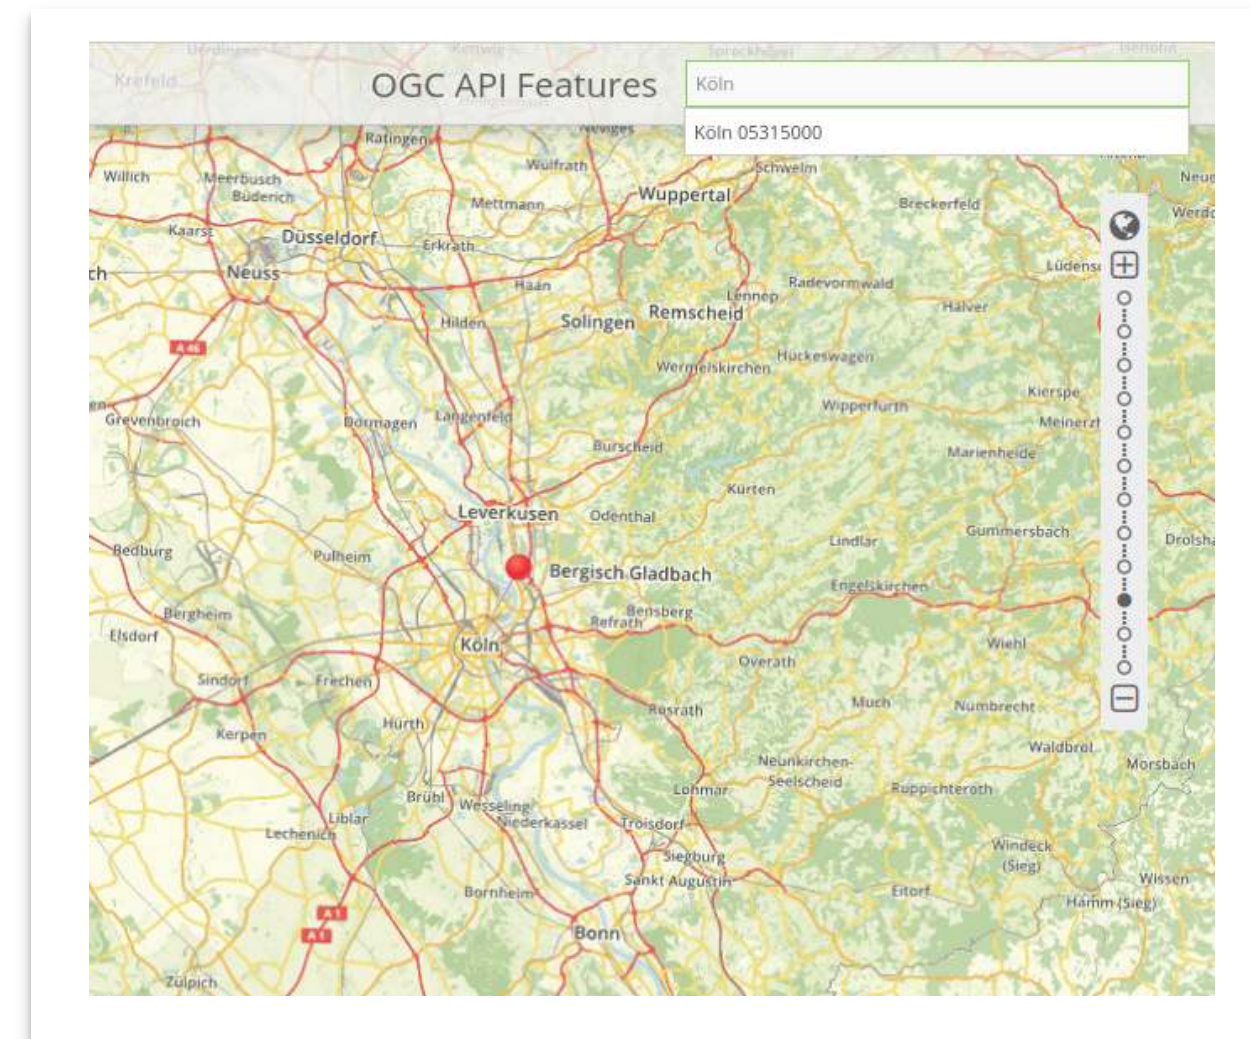 Krefeld
OGC API Features
Köln
Köln 05315000
Ratingen
Neviges
Wülfrath
Schwelm
Willich
Meerbusch
Büderich
Mettmann
Wuppertal
Breckerfeld
Kaarst
Düsseldorf
Erkrath
Neuss
Haan
Lennep
Radevormwald
Remscheid
Halver
Hilden
Solingen
A 46
Hückeswagen
Wermelskirchen
Kierspe
Wipperfürth
Grevenbroich
Dormagen
Langenfeld
Burscheid
Marienheide
Kürten
Leverkusen
Odenthal
Gummersbach
Lindlar
Bedburg
Pulheim
Bergisch Gladbach
Engelskirchen
Bergheim
Bensberg
Refrath
Elsdorf
Köln
Wiehl
Overath
Sindorf
Frechen
Rösrath
Much
Nümbrecht
Hürth
Kerpen
Waldbröl
Morsbach
Neunkirchen-
Seelscheid
Lohmar
Ruppichteroth
Brühl
Wesseling
Niederkassel
Troisdorf
Liblar
Lechenich
Windeck
(Sieg)
Siegburg
Sankt Augustin
Wissen
Eitorf
Bornheim
Hamm (Sieg)
A 1
A 1
Bonn
Zülpich